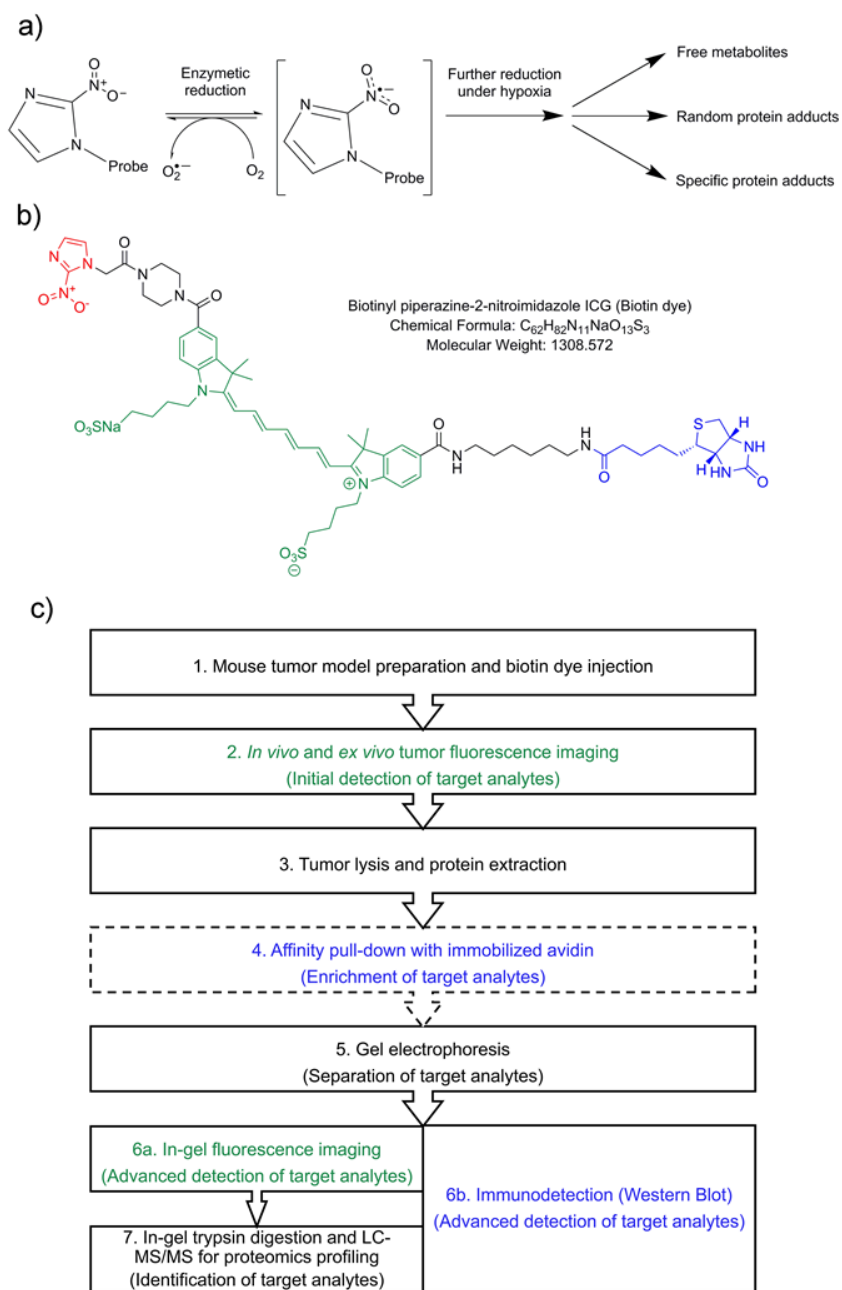 a)
Enzymetic
reduction
Further reduction
under hypoxia
Free metabolites
Random protein adducts
Specific protein adducts
N
N
N+
O
O-
Probe
O2•−
O2
N
N
N
O
O
•−
Probe
b)
N
N
O
N
N
O
O
N+
O-
Biotinyl piperazine-2-nitroimidazole ICG (Biotin dye)
Chemical Formula: C62H82N11NaO13S3
Molecular Weight: 1308.572
N
O3SNa
O
N
H
H
N
O
S
H
H
NH
HN
O
N
⊕
O3S
⊖
c)
1. Mouse tumor model preparation and biotin dye injection
2. In vivo and ex vivo tumor fluorescence imaging
(Initial detection of target analytes)
3. Tumor lysis and protein extraction
4. Affinity pull-down with immobilized avidin
(Enrichment of target analytes)
5. Gel electrophoresis
(Separation of target analytes)
6a. In-gel fluorescence imaging
(Advanced detection of target analytes)
6b. Immunodetection (Western Blot)
(Advanced detection of target analytes)
7. In-gel trypsin digestion and LC-
MS/MS for proteomics profiling
(Identification of target analytes)